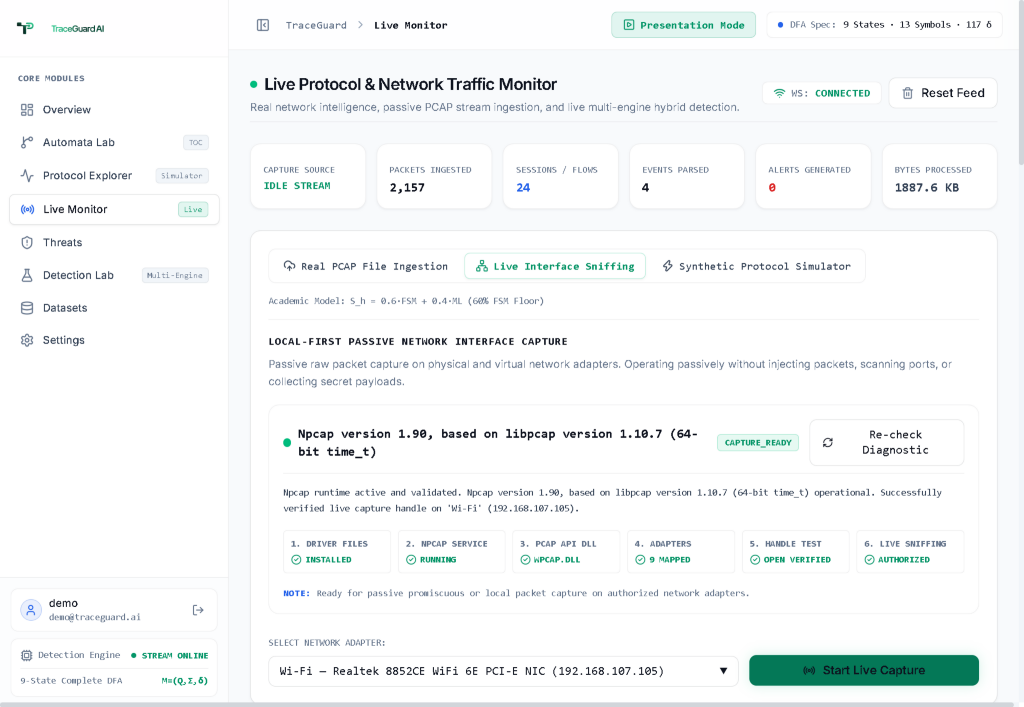 TraceGuard AI
CORE MODULES
Overview
Automata Lab TOC
Protocol Explorer Simulator
Live Monitor Live
Threats
Detection Lab Multi-Engine
Datasets
Settings
demo
demo@traceguard.ai
Detection Engine STREAM ONLINE
9-State Complete DFA M=(Q,Σ,δ)
TraceGuard > Live Monitor
Presentation Mode
DFA Spec: 9 States · 13 Symbols · 117 δ
Live Protocol & Network Traffic Monitor
Real network intelligence, passive PCAP stream ingestion, and live multi-engine hybrid detection.
WS: CONNECTED
Reset Feed
CAPTURE SOURCE
IDLE STREAM
PACKETS INGESTED
2,157
SESSIONS / FLOWS
24
EVENTS PARSED
4
ALERTS GENERATED
0
BYTES PROCESSED
1887.6 KB
Real PCAP File Ingestion
Live Interface Sniffing
Synthetic Protocol Simulator
Academic Model: S_h = 0.6·FSM + 0.4·ML (60% FSM Floor)
LOCAL-FIRST PASSIVE NETWORK INTERFACE CAPTURE
Passive raw packet capture on physical and virtual network adapters. Operating passively without injecting packets, scanning ports, or
collecting secret payloads.
Npcap version 1.90, based on libpcap version 1.10.7 (64-
bit time_t)
CAPTURE_READY
Re-check
Diagnostic
Npcap runtime active and validated. Npcap version 1.90, based on libpcap version 1.10.7 (64-bit time_t) operational. Successfully
verified live capture handle on 'Wi-Fi' (192.168.107.105).
1. DRIVER FILES
INSTALLED
2. NPCAP SERVICE
RUNNING
3. PCAP API DLL
WPCAP.DLL
4. ADAPTERS
9 MAPPED
5. HANDLE TEST
OPEN VERIFIED
6. LIVE SNIFFING
AUTHORIZED
NOTE: Ready for passive promiscuous or local packet capture on authorized network adapters.
SELECT NETWORK ADAPTER:
Wi-Fi — Realtek 8852CE WiFi 6E PCI-E NIC (192.168.107.105)
Start Live Capture